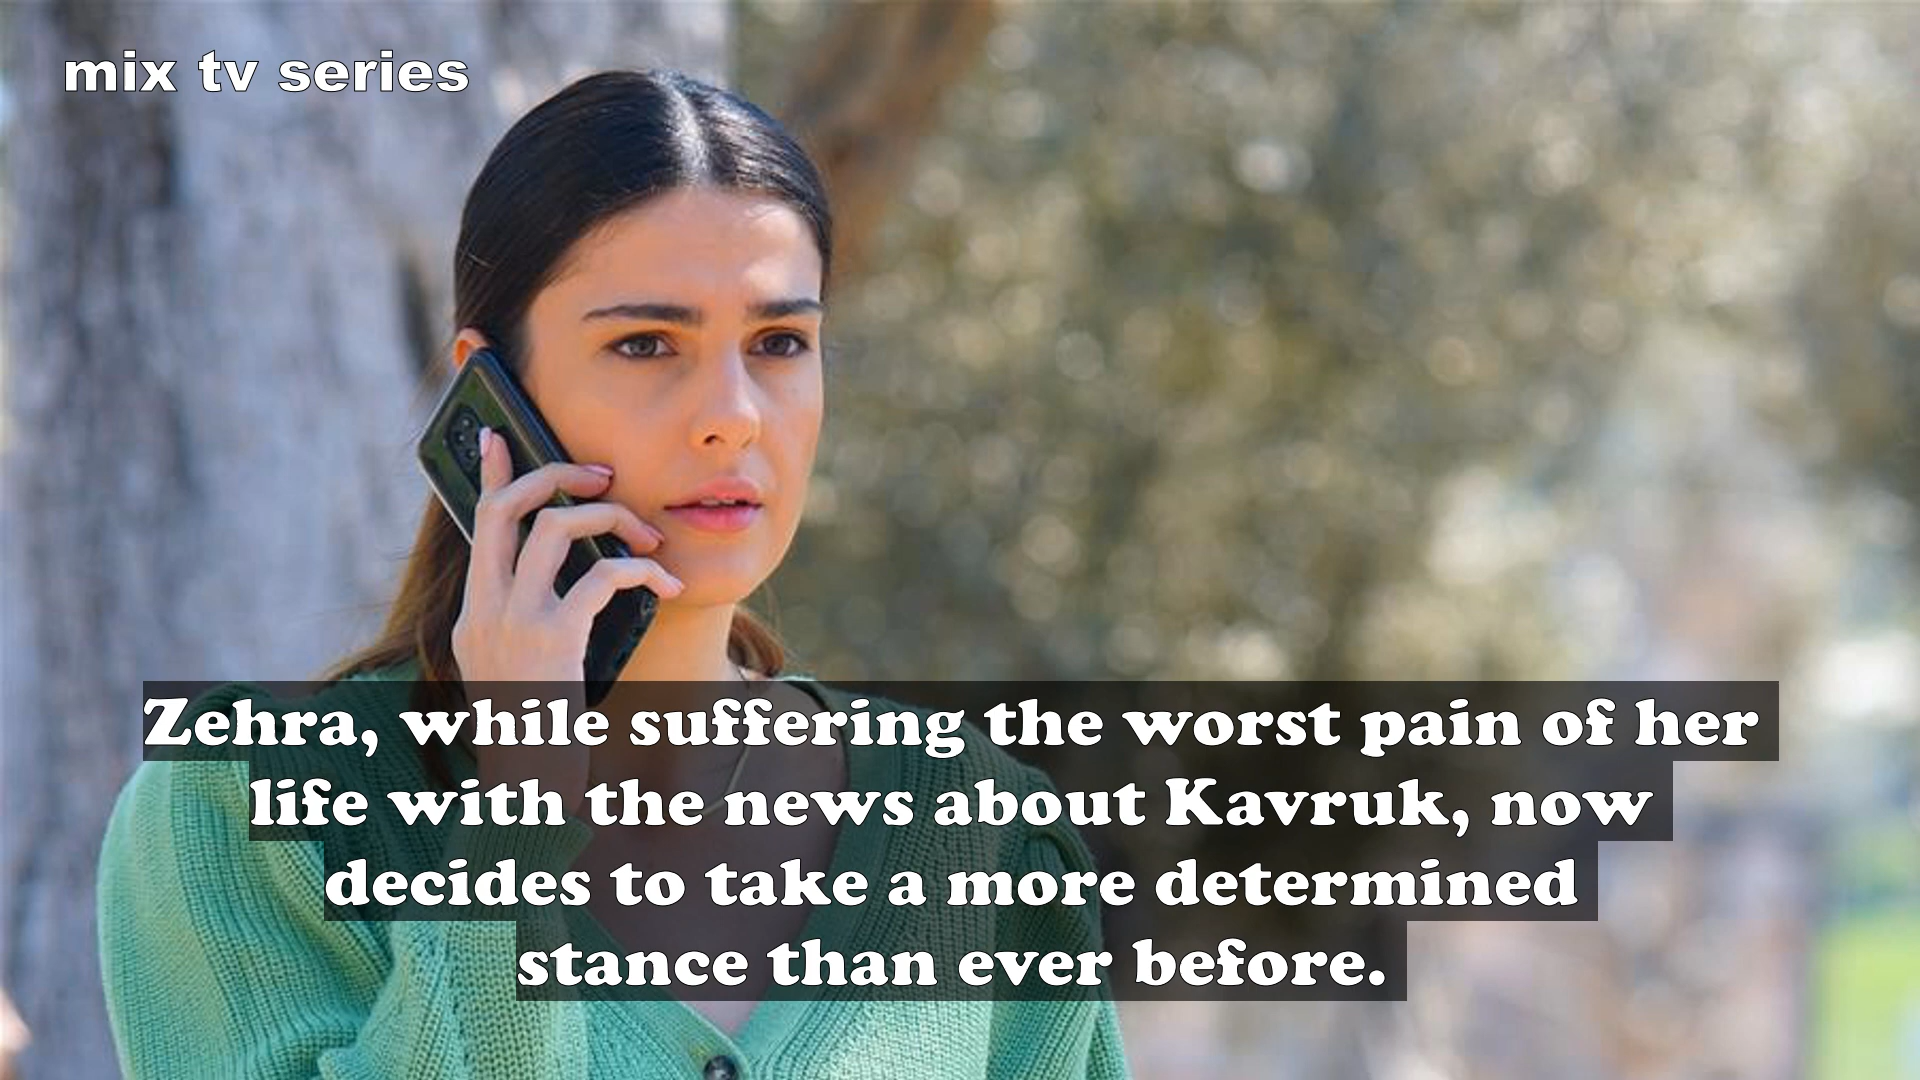 mix tv series
Zehra, while suffering the worst pain of her
life with the news about Kavruk, now
decides to take a more determined
stance than ever before.